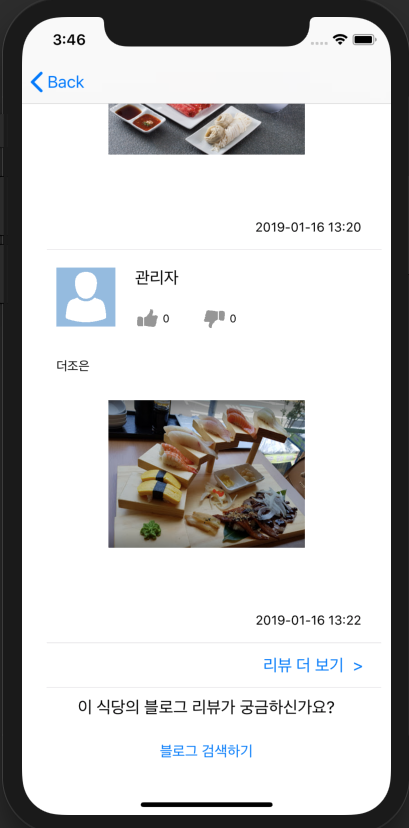 3:46
Back
2019-01-16 13:20
관리자
0 0
더조은
2019-01-16 13:22
리뷰 더 보기 >
이 식당의 블로그 리뷰가 궁금하신가요?
블로그 검색하기